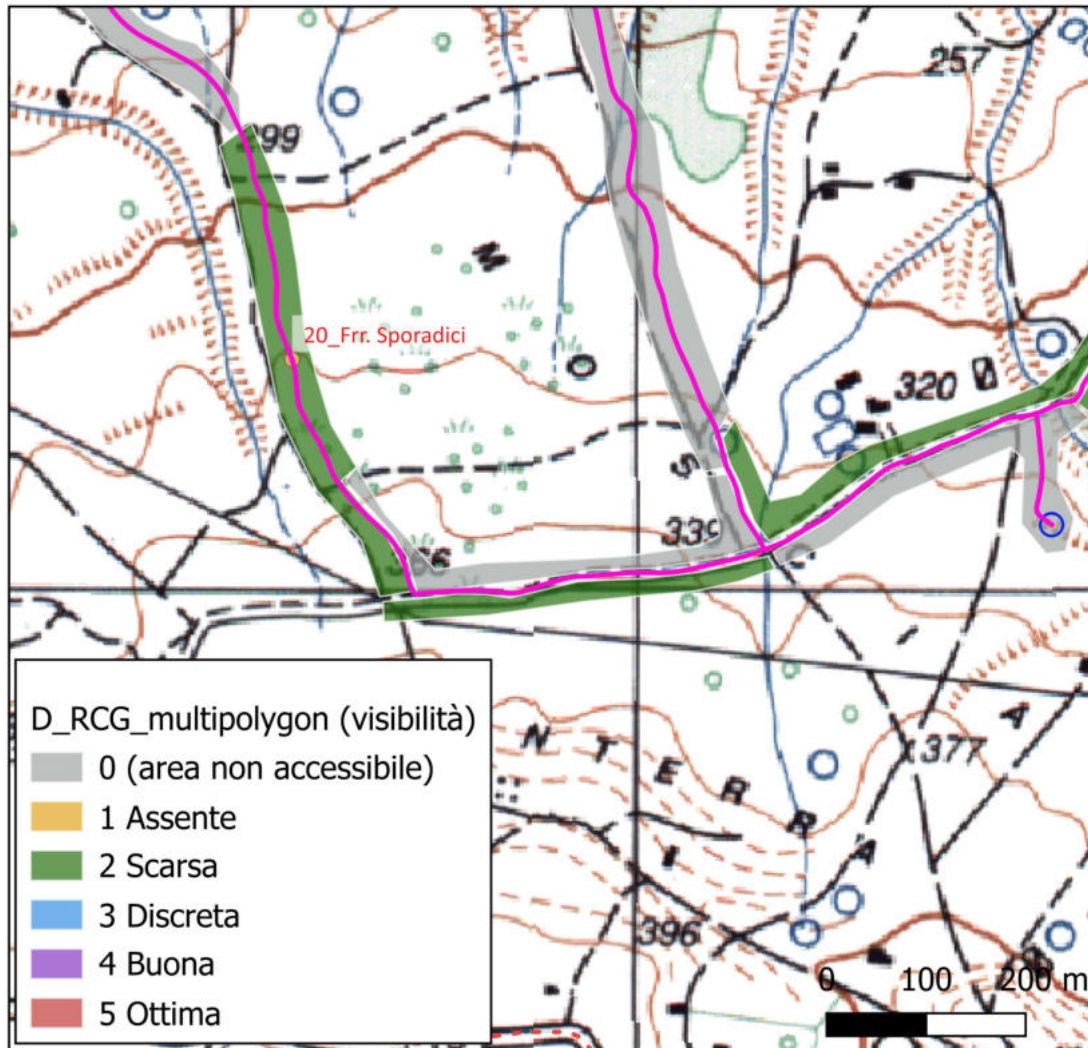 257
299
M
20_Frr. Sporadici
320
S
339
366
D_RCG_multipolygon (visibilità)
0 (area non accessibile)
1 Assente
2 Scarsa
3 Discreta
4 Buona
5 Ottima
N T E R R A
I
A
377
396
0 100 200 m